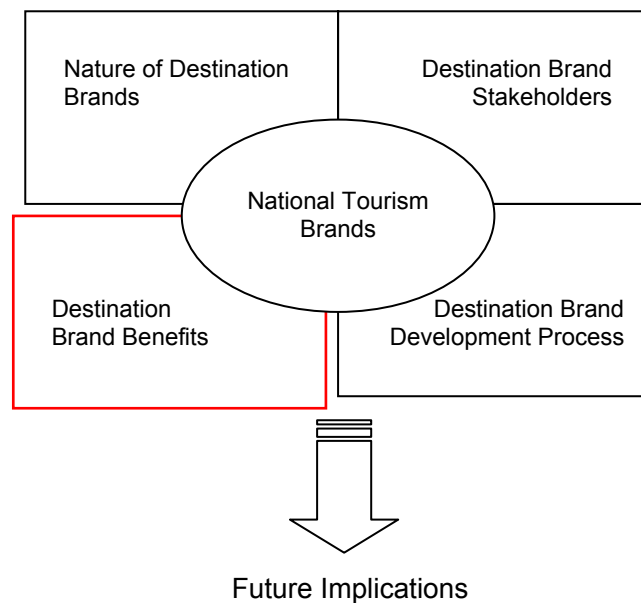 Nature of Destination
Brands
Destination Brand
Stakeholders
National Tourism
Brands
Destination
Brand Benefits
Destination Brand
Development Process
Future Implications